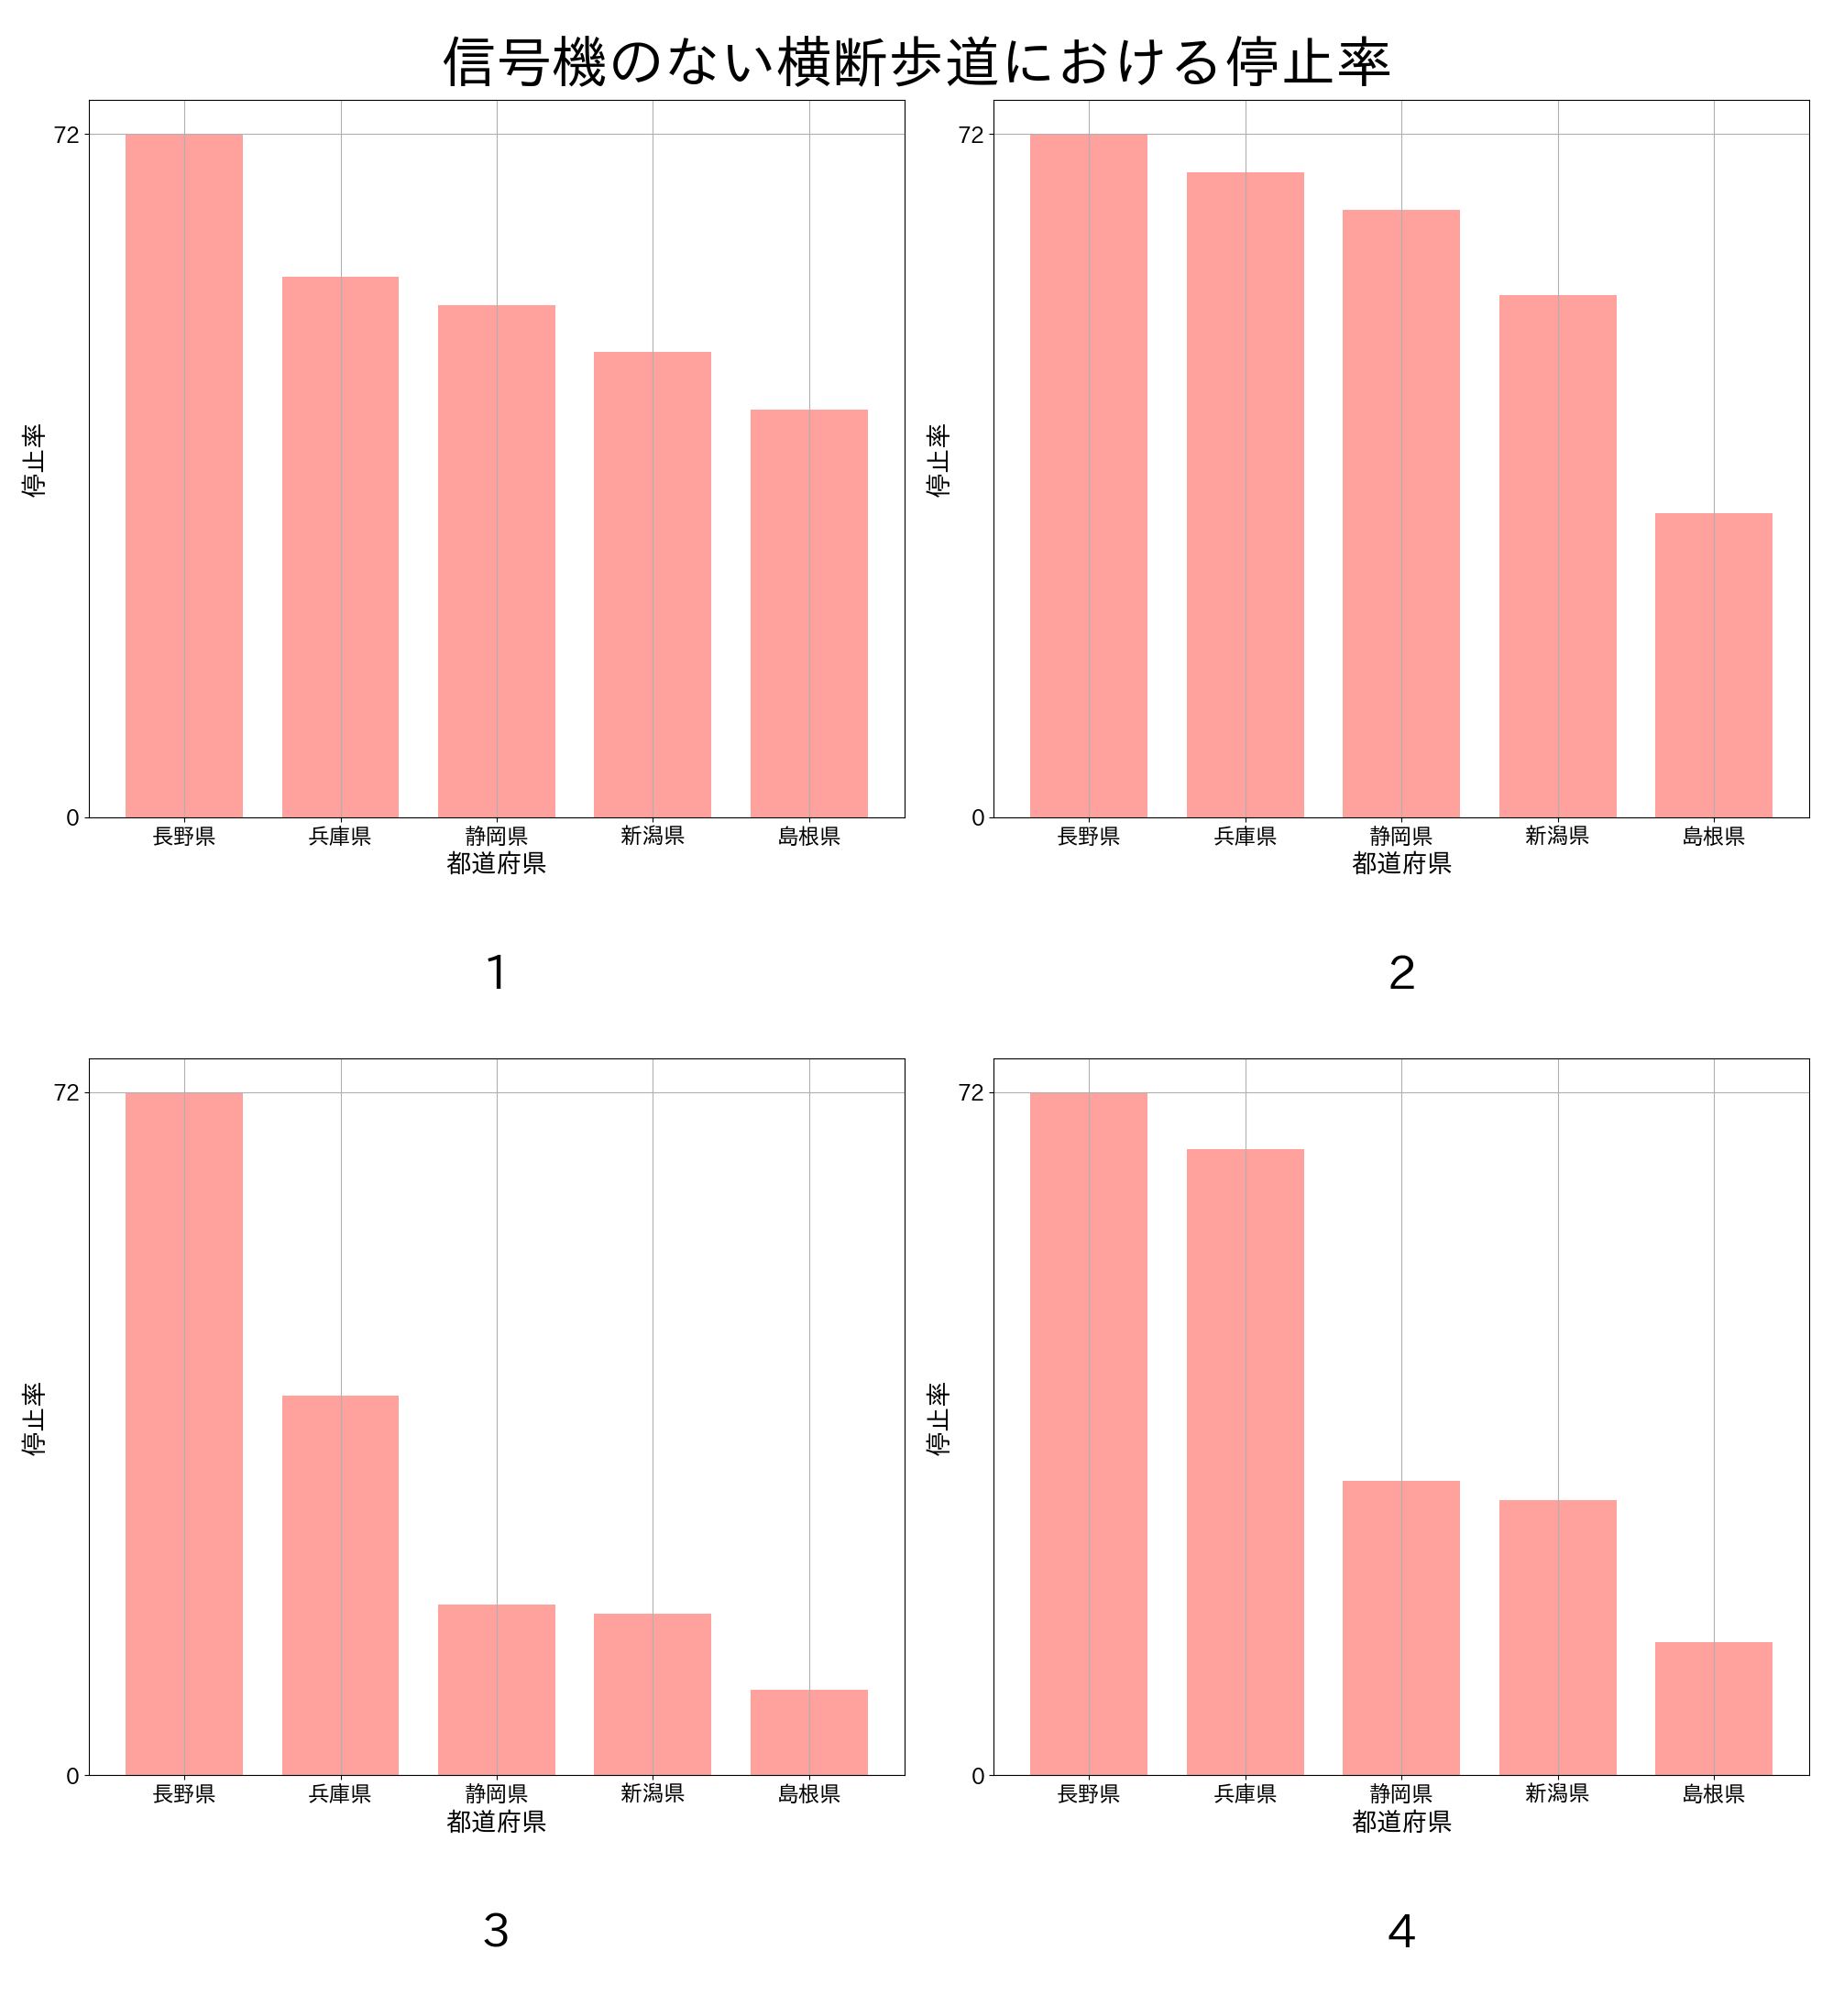 信号機のない横断歩道における停止率
72
0
停止率
長野県 兵庫県 静岡県 新潟県 島根県
都道府県
1
72
0
停止率
長野県 兵庫県 静岡県 新潟県 島根県
都道府県
2
72
0
停止率
長野県 兵庫県 静岡県 新潟県 島根県
都道府県
3
72
0
停止率
長野県 兵庫県 静岡県 新潟県 島根県
都道府県
4